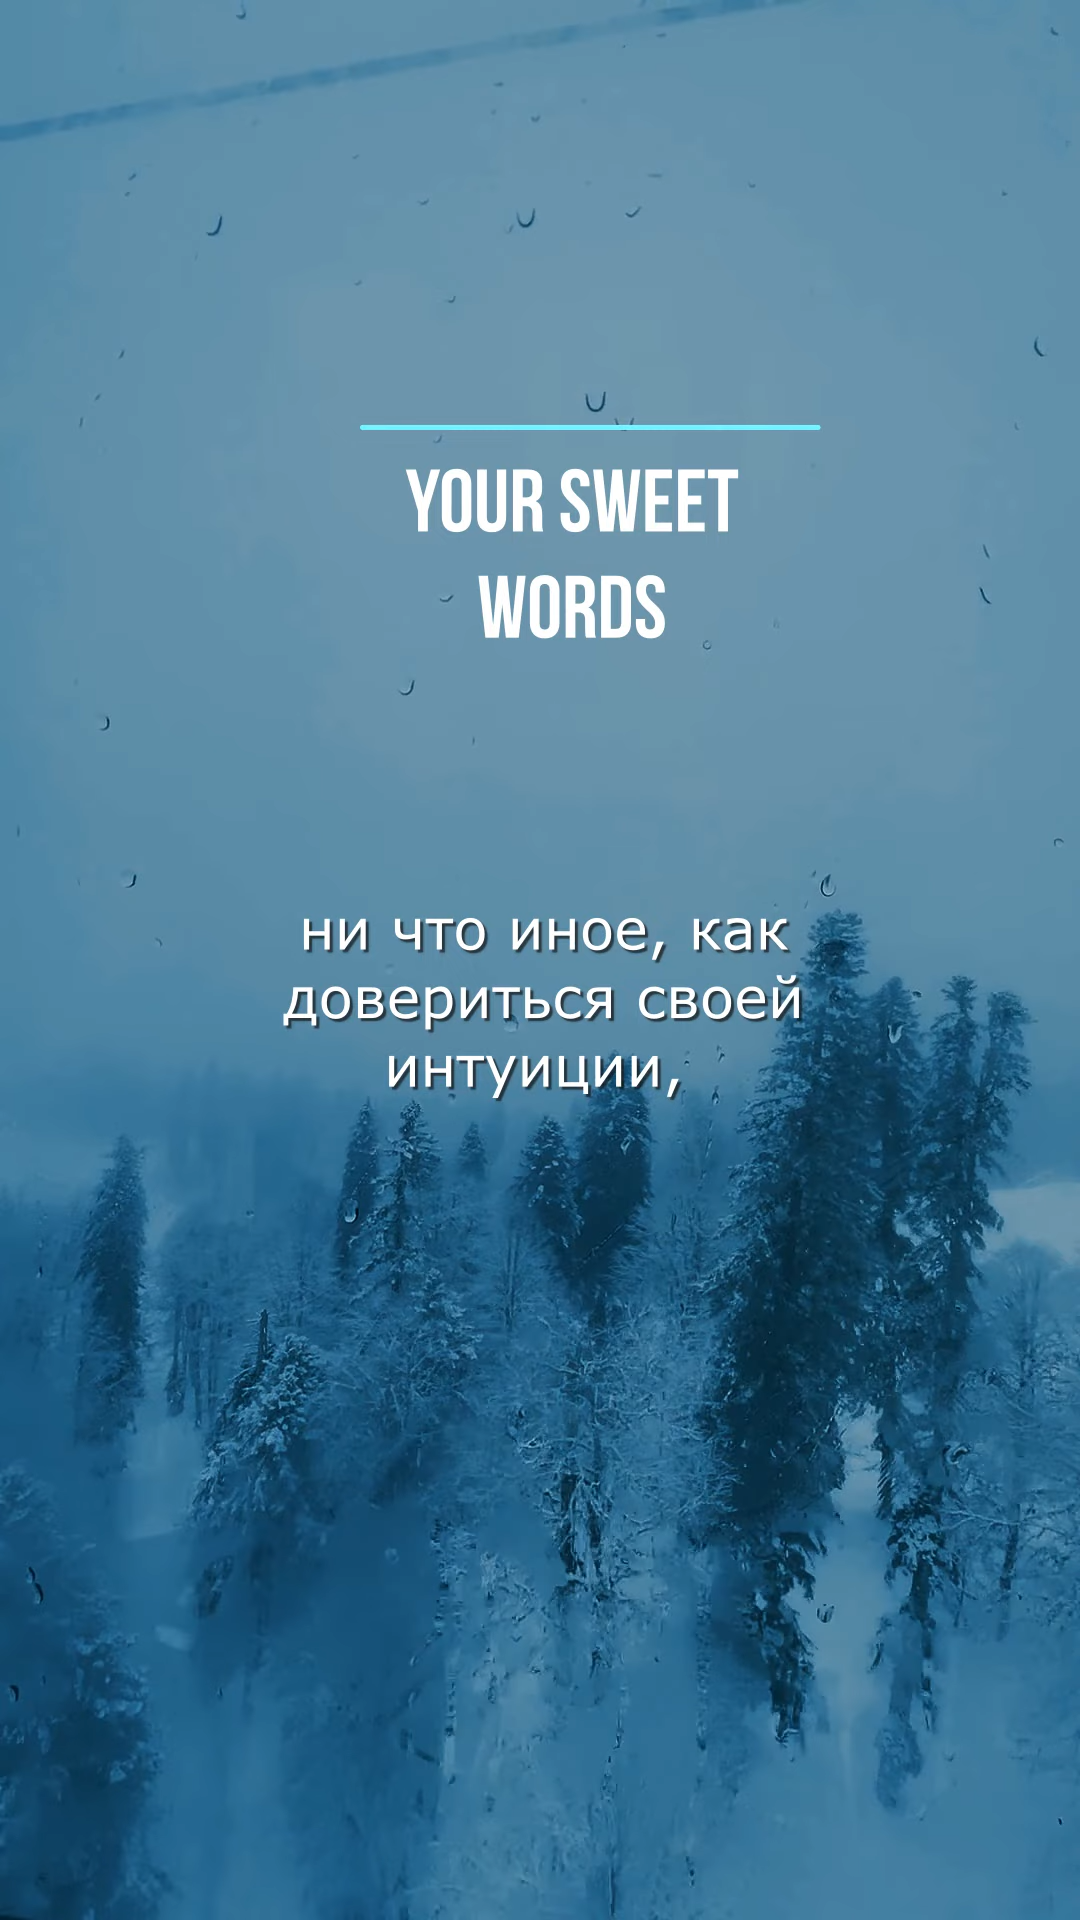 YOUR SWEET
WORDS
ни что иное, как
довериться своей
интуиции,